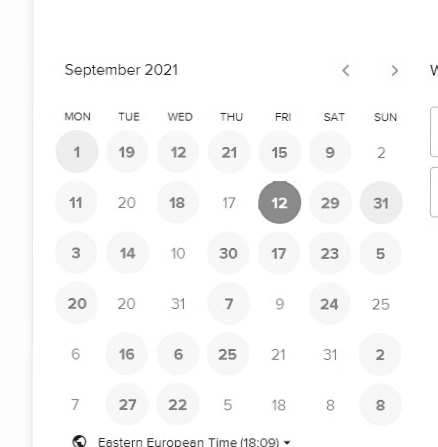 September 2021
W
MON TUE WED THU FRI SAT SUN
1 19 12 21 15 9 2
11 20 18 17 12 29 31
3 14 10 30 17 23 5
20 20 31 7 9 24 25
6 16 6 25 21 31 2
7 27 22 5 18 8 8
Eastern European Time (18:09)